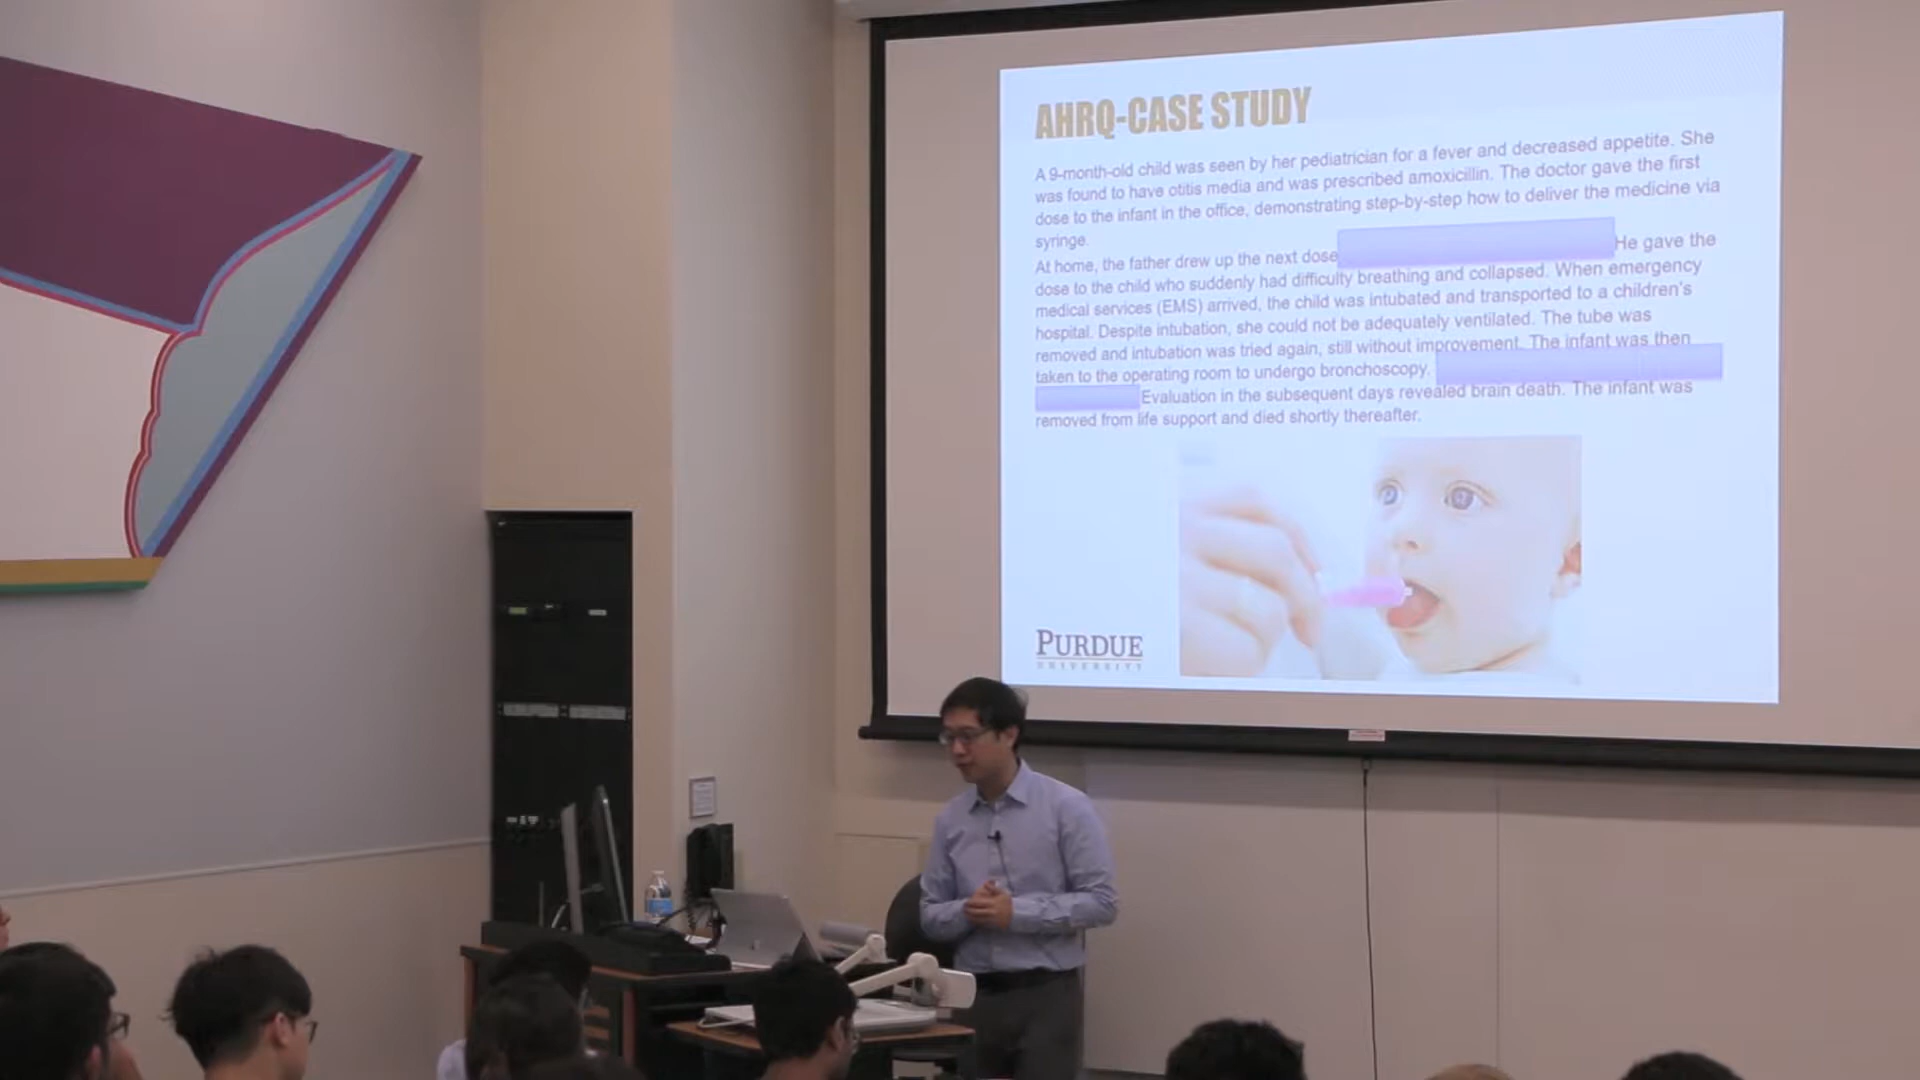 AHRQ-CASE STUDY
A 9-month-old child was seen by her pediatrician for a fever and decreased appetite. She
was found to have otitis media and was prescribed amoxicillin. The doctor gave the first
dose to the infant in the office, demonstrating step-by-step how to deliver the medicine via
syringe.
At home, the father drew up the next dose He gave the
dose to the child who suddenly had difficulty breathing and collapsed. When emergency
medical services (EMS) arrived, the child was intubated and transported to a children's
hospital. Despite intubation, she could not be adequately ventilated. The tube was
removed and intubation was tried again, still without improvement. The infant was then
taken to the operating room to undergo bronchoscopy.
Evaluation in the subsequent days revealed brain death. The infant was
removed from life support and died shortly thereafter.
PURDUE
UNIVERSITY